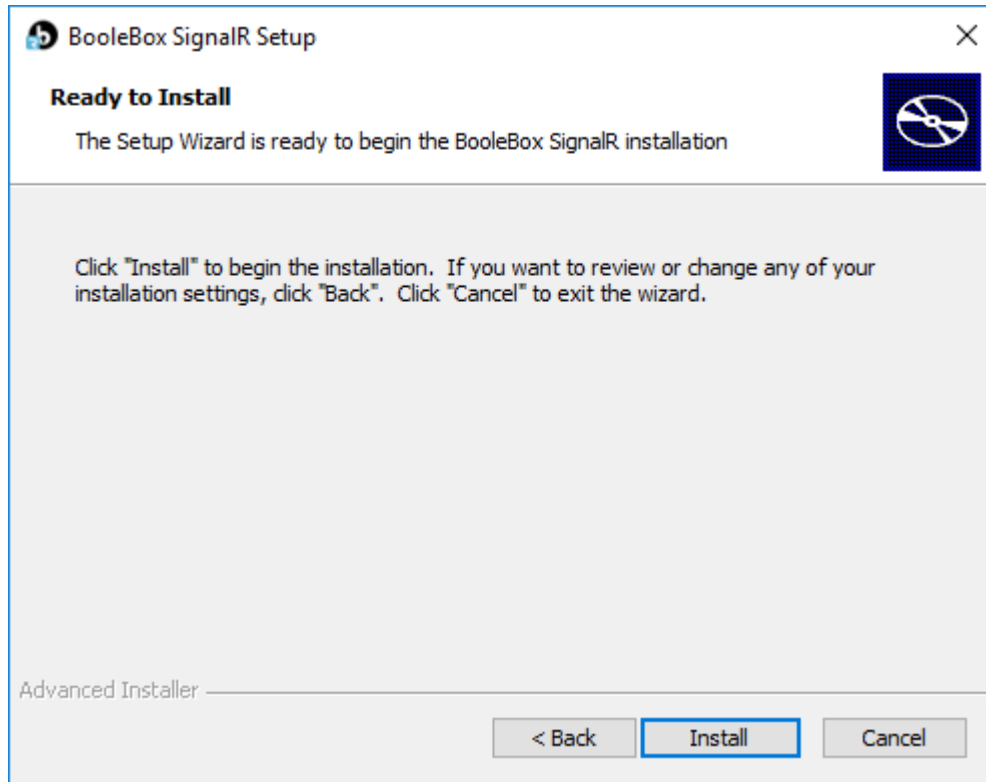 BooleBox SignalR Setup
Ready to Install
The Setup Wizard is ready to begin the BooleBox SignalR installation
Click "Install" to begin the installation.  If you want to review or change any of your
installation settings, click "Back".  Click "Cancel" to exit the wizard.
Advanced Installer
< Back Install Cancel